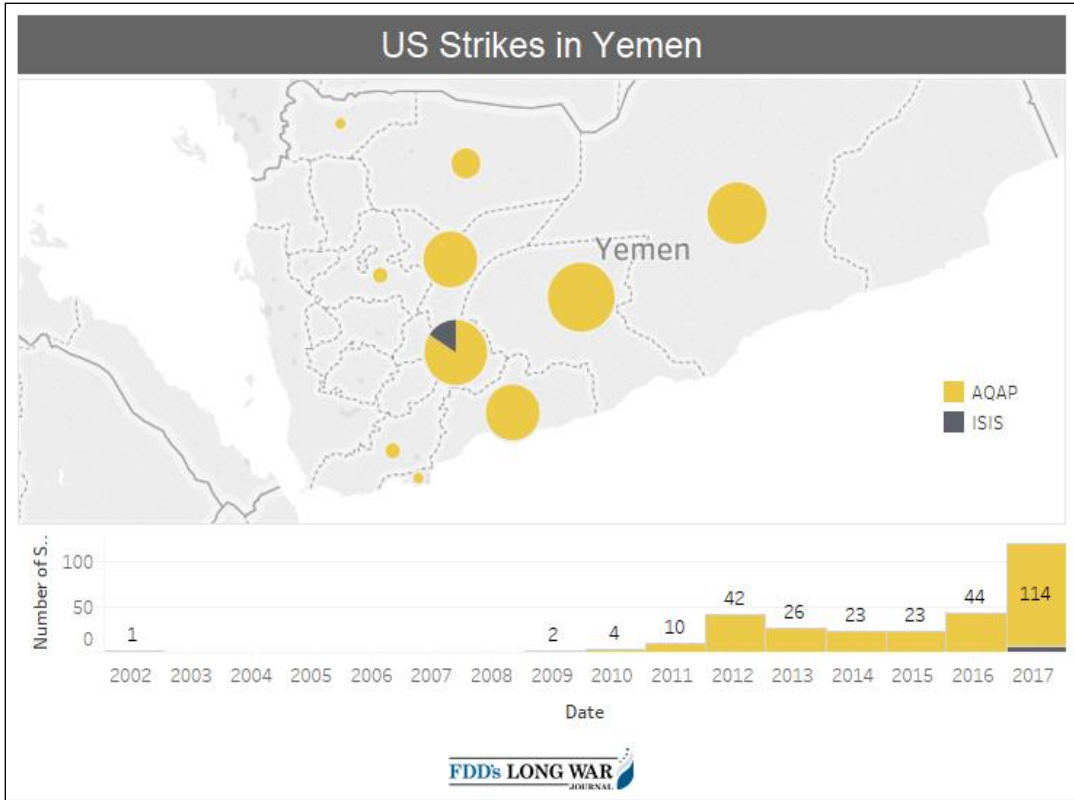 US Strikes in Yemen
Yemen
AQAP
ISIS
Number of S..
100
50
0
1
2
4
10
42
26
23
23
44
114
2002 2003 2004 2005 2006 2007 2008 2009 2010 2011 2012 2013 2014 2015 2016 2017
Date
FDD's LONG WAR
JOURNAL